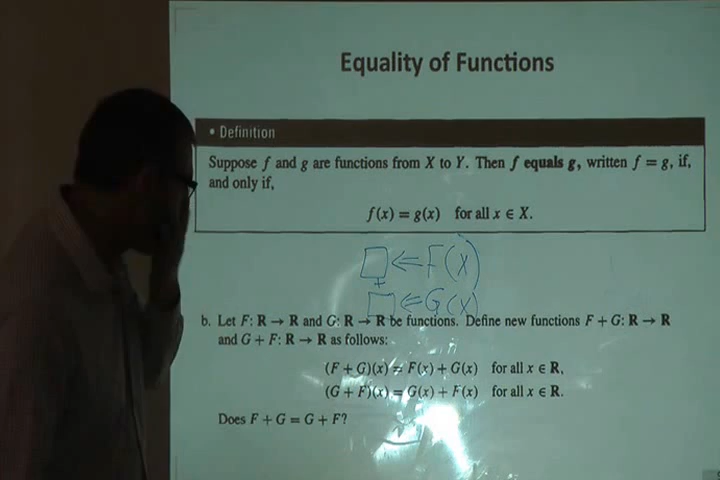 Equality of Functions
• Definition
Suppose f and g are functions from X to Y. Then f equals g, written f = g, if,
and only if,
f(x) = g(x) for all x ∈ X.
□ ⇐ F(x)
+
□ ⇐ G(x)
b. Let F: R → R and G: R → R be functions. Define new functions F + G: R → R
and G + F: R → R as follows:
(F + G)(x) = F(x) + G(x) for all x ∈ R,
(G + F)(x) = G(x) + F(x) for all x ∈ R.
Does F + G = G + F?